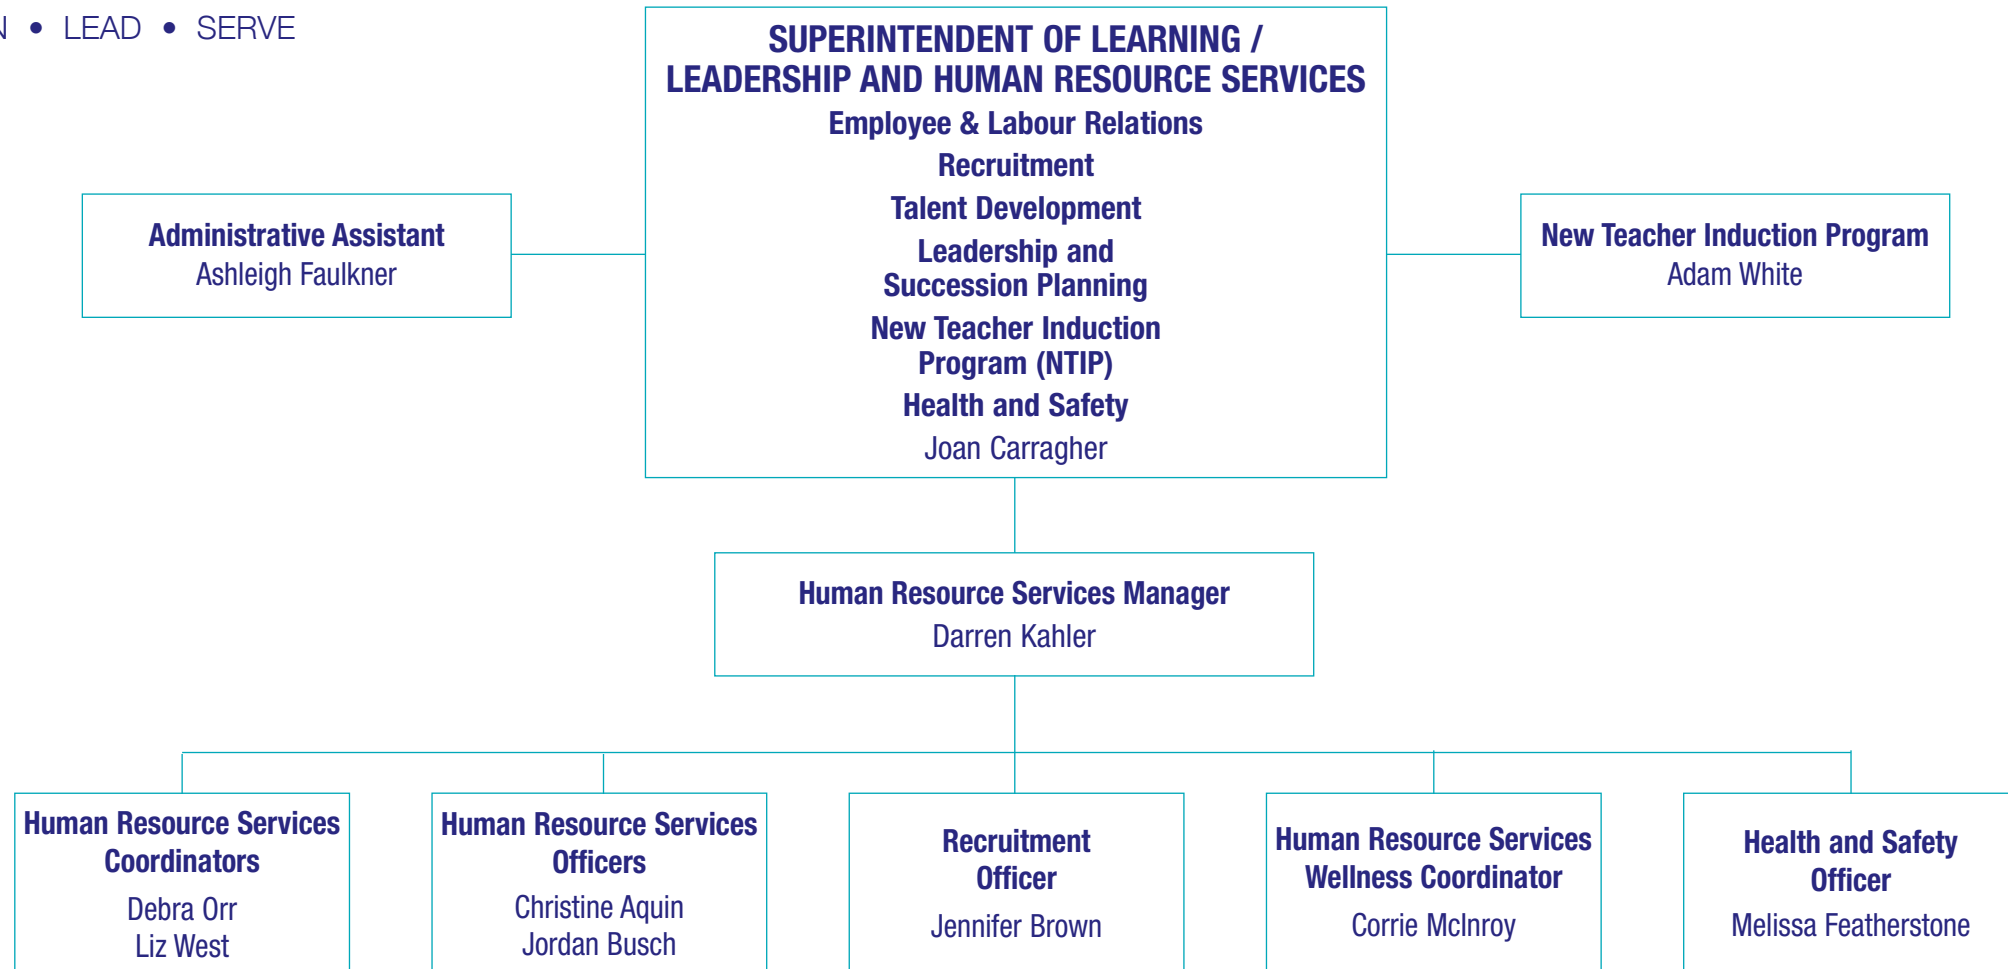 N • LEAD • SERVE
SUPERINTENDENT OF LEARNING /
LEADERSHIP AND HUMAN RESOURCE SERVICES
Employee & Labour Relations
Recruitment
Talent Development
Leadership and
Succession Planning
New Teacher Induction
Program (NTIP)
Health and Safety
Joan Carragher
Administrative Assistant
Ashleigh Faulkner
New Teacher Induction Program
Adam White
Human Resource Services Manager
Darren Kahler
Human Resource Services
Coordinators
Debra Orr
Liz West
Human Resource Services
Officers
Christine Aquin
Jordan Busch
Recruitment
Officer
Jennifer Brown
Human Resource Services
Wellness Coordinator
Corrie McInroy
Health and Safety
Officer
Melissa Featherstone